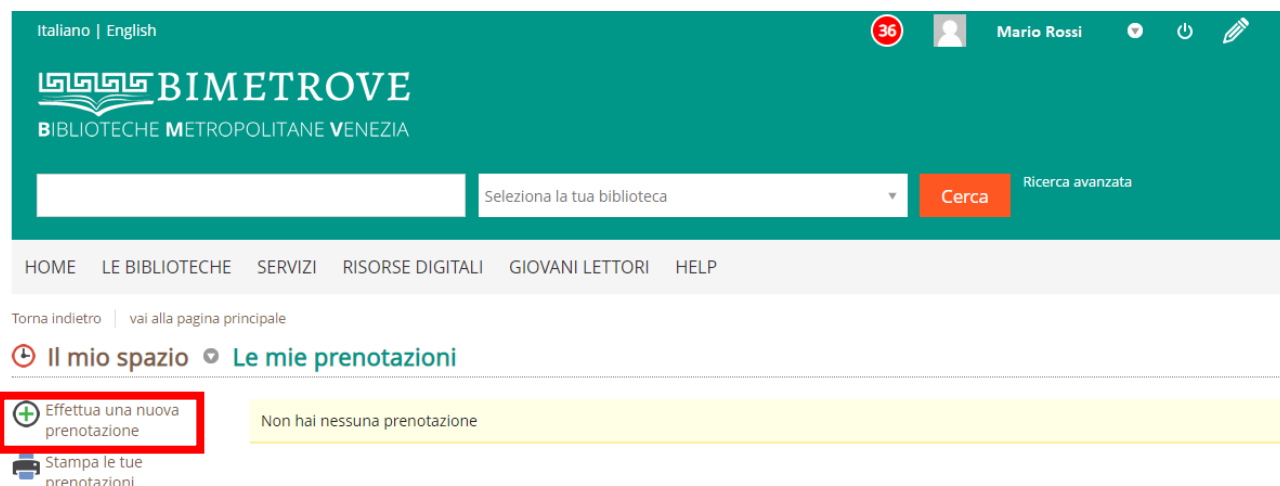 Italiano | English
36
Mario Rossi
BIMETROVE
BIBLIOTECHE METROPOLITANE VENEZIA
Seleziona la tua biblioteca
Cerca
Ricerca avanzata
HOME LE BIBLIOTECHE SERVIZI RISORSE DIGITALI GIOVANI LETTORI HELP
Torna indietro | vai alla pagina principale
Il mio spazio Le mie prenotazioni
Effettua una nuova
prenotazione
Non hai nessuna prenotazione
Stampa le tue
prenotazioni